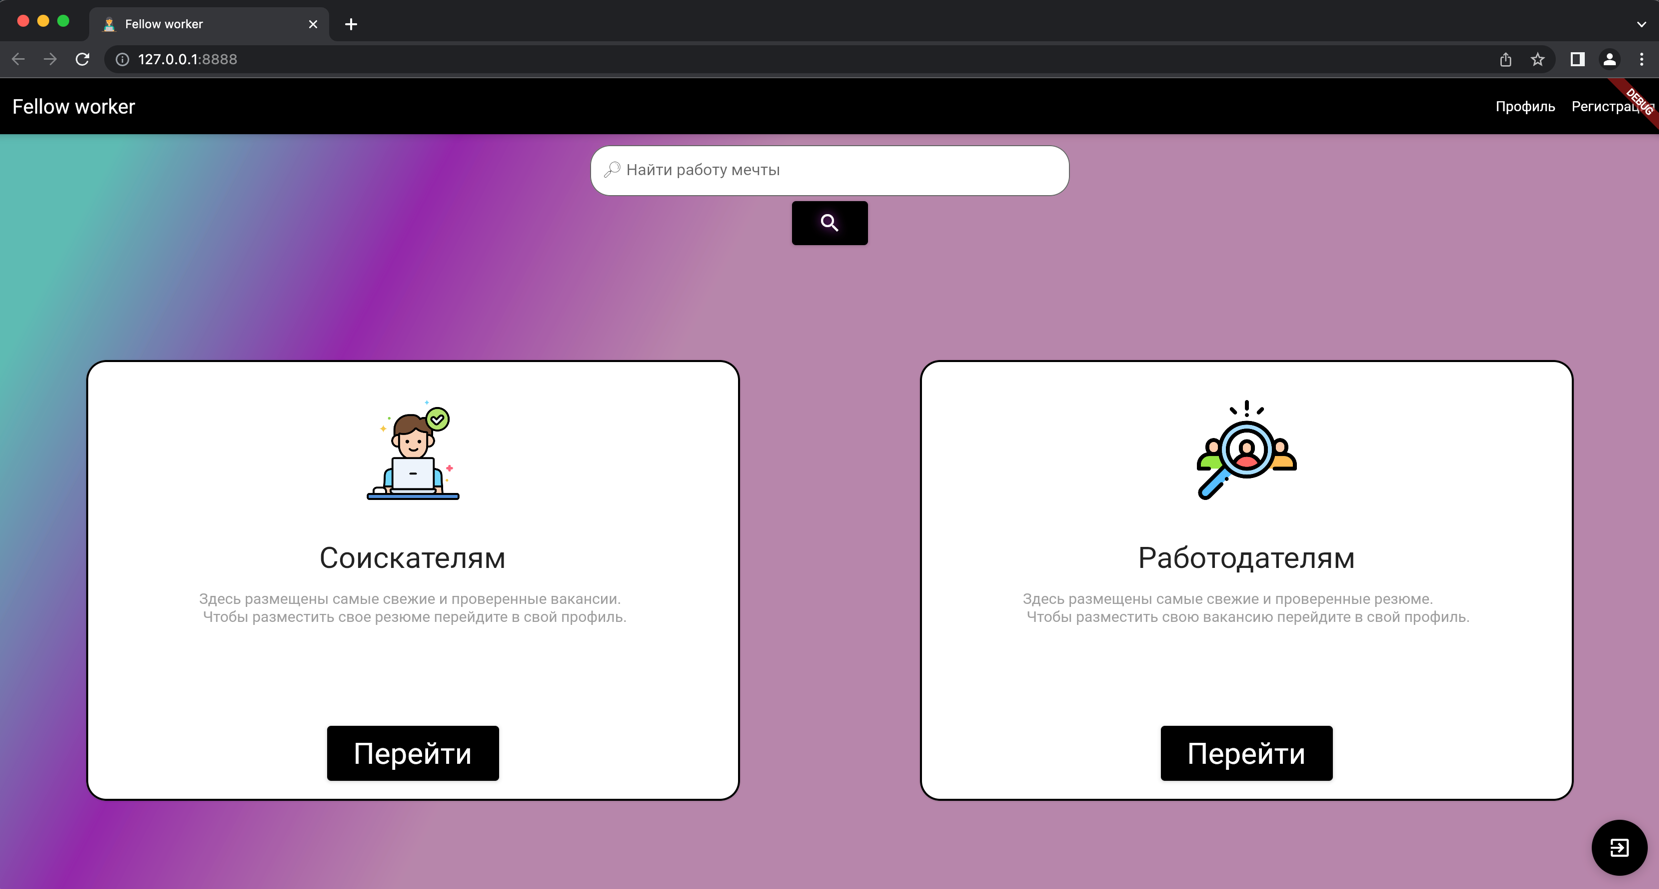 Fellow worker
127.0.0.1:8888
Fellow worker
Профиль
DEBUG
Найти работу мечты
Соискателям
Здесь размещены самые свежие и проверенные вакансии.
Чтобы разместить свое резюме перейдите в свой профиль.
Перейти
Работодателям
Здесь размещены самые свежие и проверенные резюме.
Чтобы разместить свою вакансию перейдите в свой профиль.
Перейти